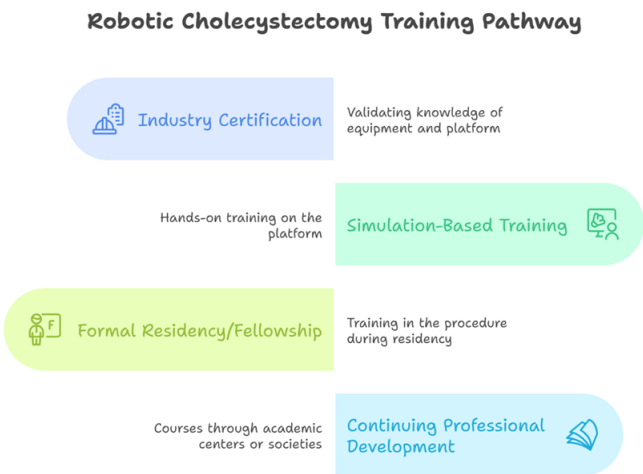 Robotic Cholecystectomy Training Pathway
Industry Certification
Validating knowledge of
equipment and platform
Hands-on training on the
platform
Simulation-Based Training
F
Formal Residency/Fellowship
Training in the procedure
during residency
Courses through academic
centers or societies
Continuing Professional
Development